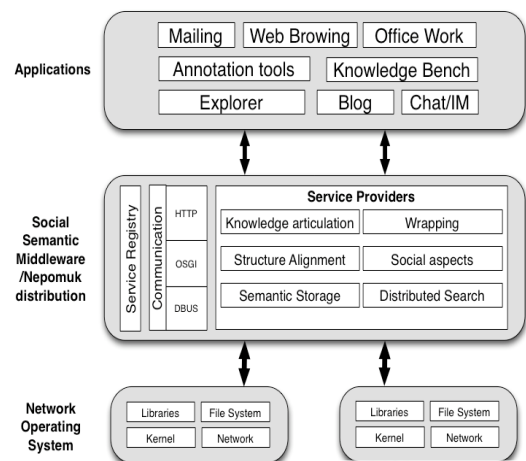 Applications
Mailing
Web Browing
Office Work
Annotation tools
Knowledge Bench
Explorer
Blog
Chat/IM
Social
Semantic
Middleware
/Nepomuk
distribution
Service Registry
Communication
HTTP
OSGI
DBUS
Service Providers
Knowledge articulation
Wrapping
Structure Alignment
Social aspects
Semantic Storage
Distributed Search
Network
Operating
System
Libraries
File System
Kernel
Network
Libraries
File System
Kernel
Network